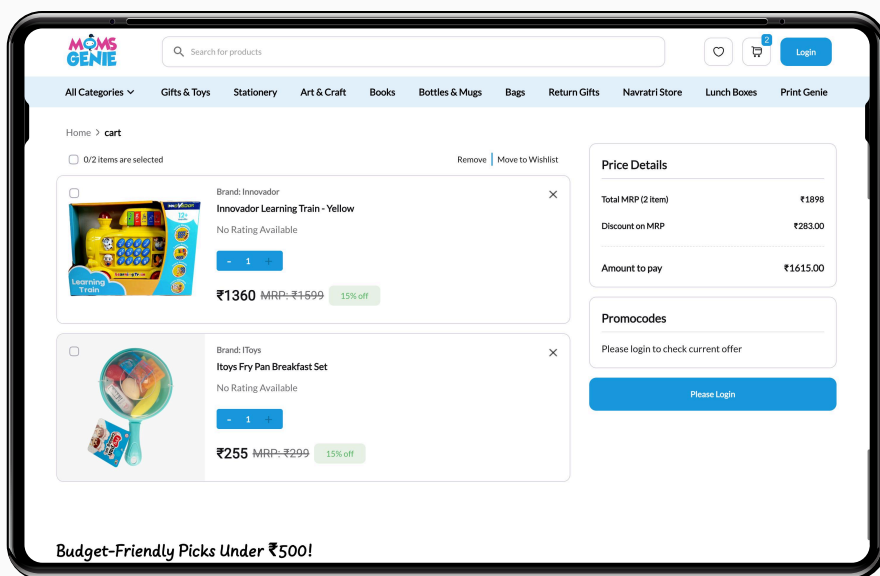 MOMS
GENIE
Search for products
2
Login
All Categories
Gifts & Toys
Stationery
Art & Craft
Books
Bottles & Mugs
Bags
Return Gifts
Navratri Store
Lunch Boxes
Print Genie
Home > cart
0/2 items are selected
Remove
Move to Wishlist
Brand: Innovador
Innovador Learning Train - Yellow
No Rating Available
- 1 +
₹1360 MRP: ₹1599 15% off
Learning
Train
12+
Brand: IToys
Itoys Fry Pan Breakfast Set
No Rating Available
- 1 +
₹255 MRP: ₹299 15% off
Price Details
Total MRP (2 item) ₹1898
Discount on MRP ₹283.00
Amount to pay ₹1615.00
Promocodes
Please login to check current offer
Please Login
Budget-Friendly Picks Under ₹500!